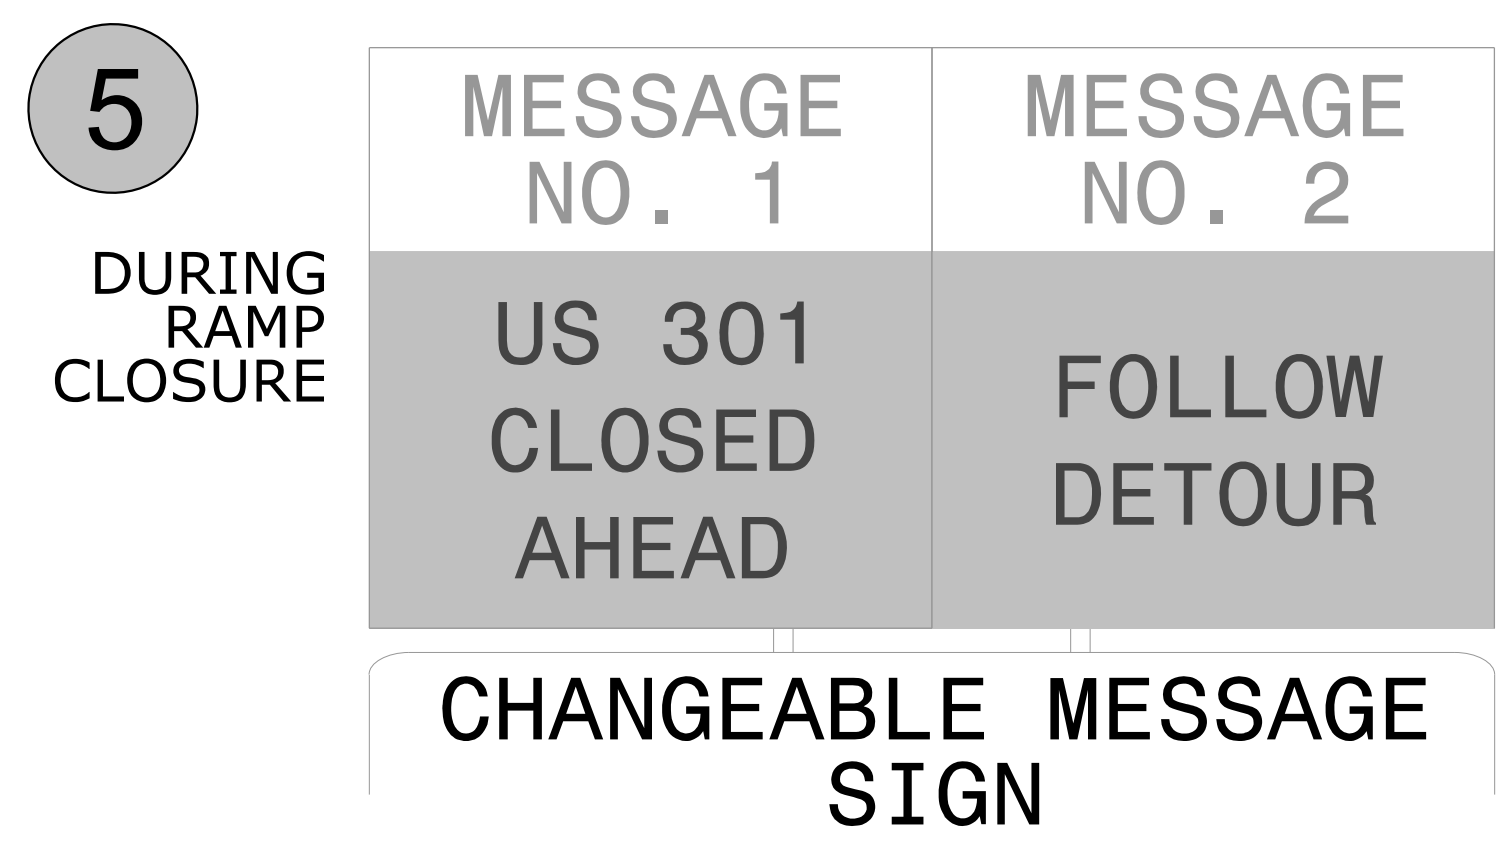 5
DURING
RAMP
CLOSURE
MESSAGE
NO. 1
MESSAGE
NO. 2
US 301
CLOSED
AHEAD
FOLLOW
DETOUR
CHANGEABLE MESSAGE
SIGN